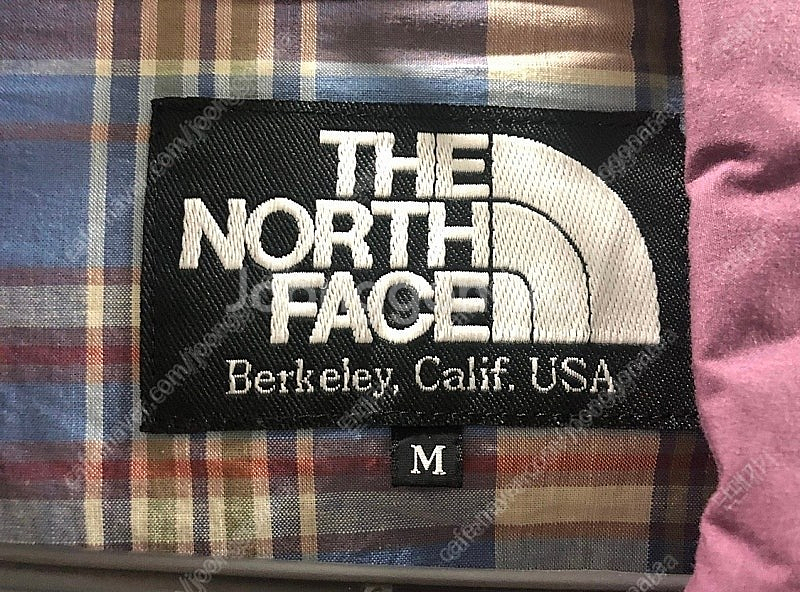 THE
NORTH
FACE
Berkeley, Calif. USA
M